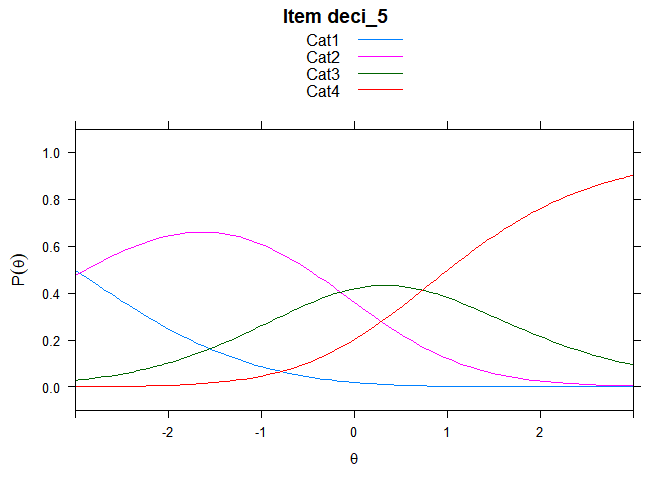 Item deci_5
Cat1
Cat2
Cat3
Cat4
P(θ)
1.0
0.8
0.6
0.4
0.2
0.0
-2 -1 0 1 2
θ